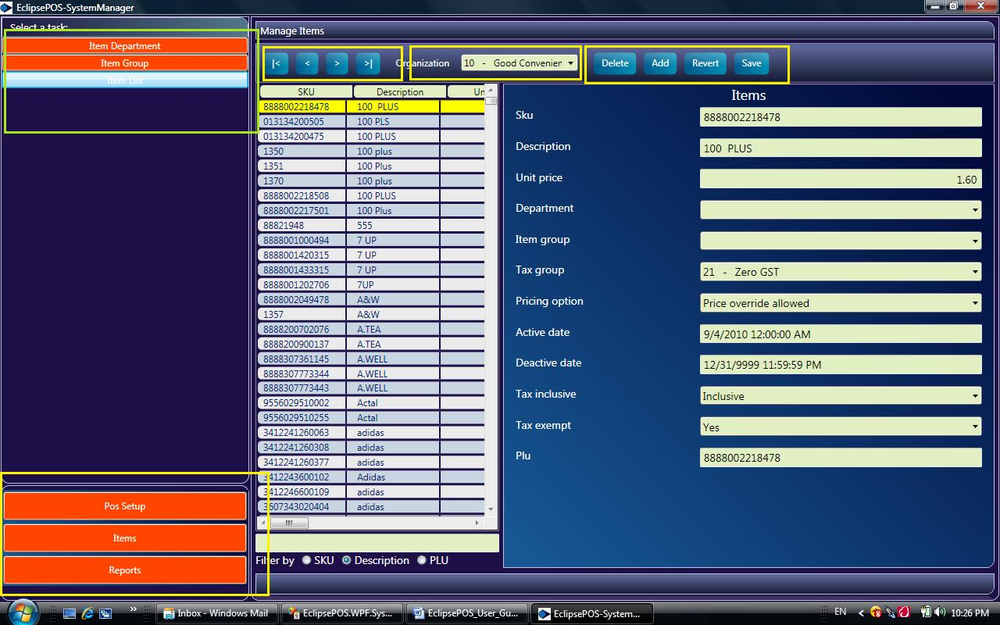 EclipsePOS-SystemManager
Select a task:
Item Department
Item Group
Item List
Pos Setup
Items
Reports
Manage Items
|< < > >| Organization 10 - Good Convenien Delete Add Revert Save
SKU Description Un
8888002218478 100 PLUS
013134200505 100 PLS
013134200475 100 PLUS
1350 100 plus
1351 100 Plus
1370 100 plus
8888002218508 100 PLUS
8888002217501 100 Plus
88821948 555
8888001000494 7 UP
8888001420315 7 UP
8888001433315 7 UP
8888001202706 7UP
8888002049478 A&W
1357 A&W
8888200702076 A.TEA
8888200900137 A.TEA
8888307361145 A.WELL
8888307773344 A.WELL
8888307773443 A.WELL
9556029510002 Actal
9556029510255 Actal
3412241260063 adidas
3412241260308 adidas
3412241260377 adidas
3412243600102 Adidas
3412246600109 adidas
3607343020404 adidas
Filter by SKU Description PLU
Items
Sku 8888002218478
Description 100 PLUS
Unit price 1.60
Department
Item group
Tax group 21 - Zero GST
Pricing option Price override allowed
Active date 9/4/2010 12:00:00 AM
Deactive date 12/31/9999 11:59:59 PM
Tax inclusive Inclusive
Tax exempt Yes
Plu 8888002218478
Inbox - Windows Mail EclipsePOS.WPF.Sys... EclipsePOS_User_Gu... EclipsePOS-System... EN 10:26 PM